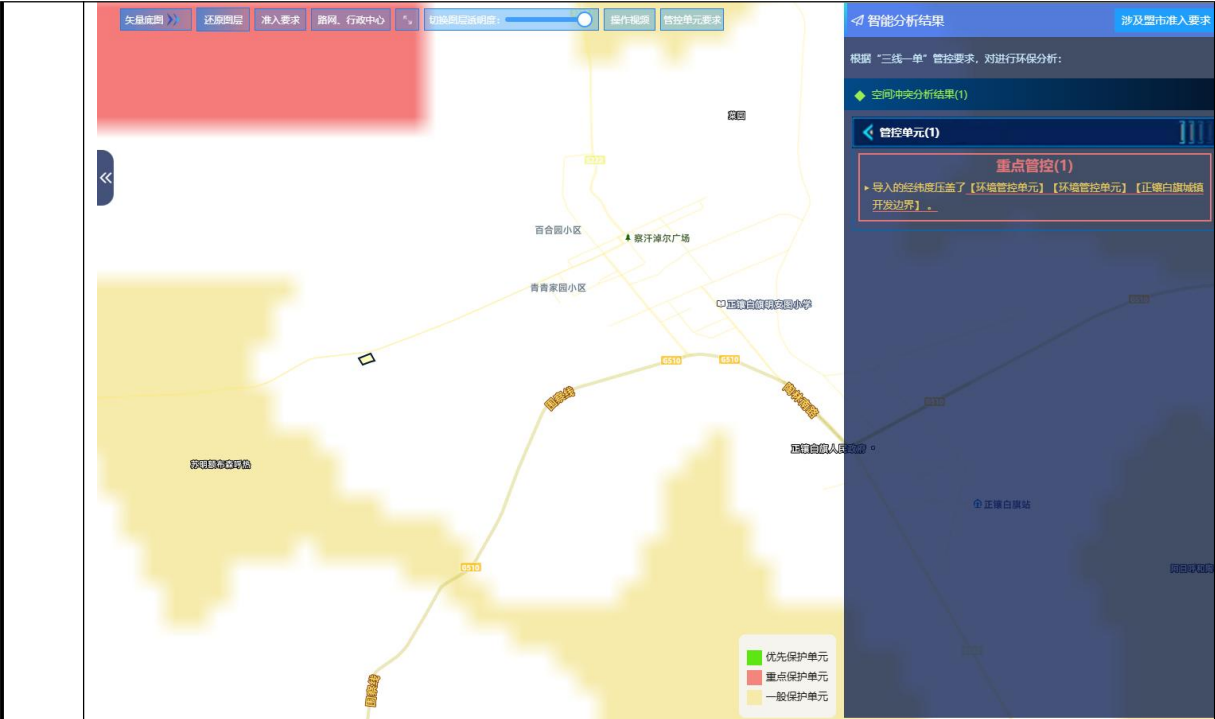 矢量底图
还原图层
准入要求
路网、行政中心
切换图层透明度：
操作视频
管控单元要求
智能分析结果
涉及盟市准入要求
根据“三线一单”管控要求，对进行环保分析：
空间冲突分析结果(1)
管控单元(1)
重点管控(1)
导入的经纬度压盖了【环境管控单元】【环境管控单元】【正镶白旗城镇
开发边界】。
菜园
百合园小区
察汗淖尔广场
青青家园小区
正镶白旗明安图小学
G510
G510
国泰线
正镶白旗人民政府
正镶白旗站
G510
优先保护单元
重点保护单元
一般保护单元